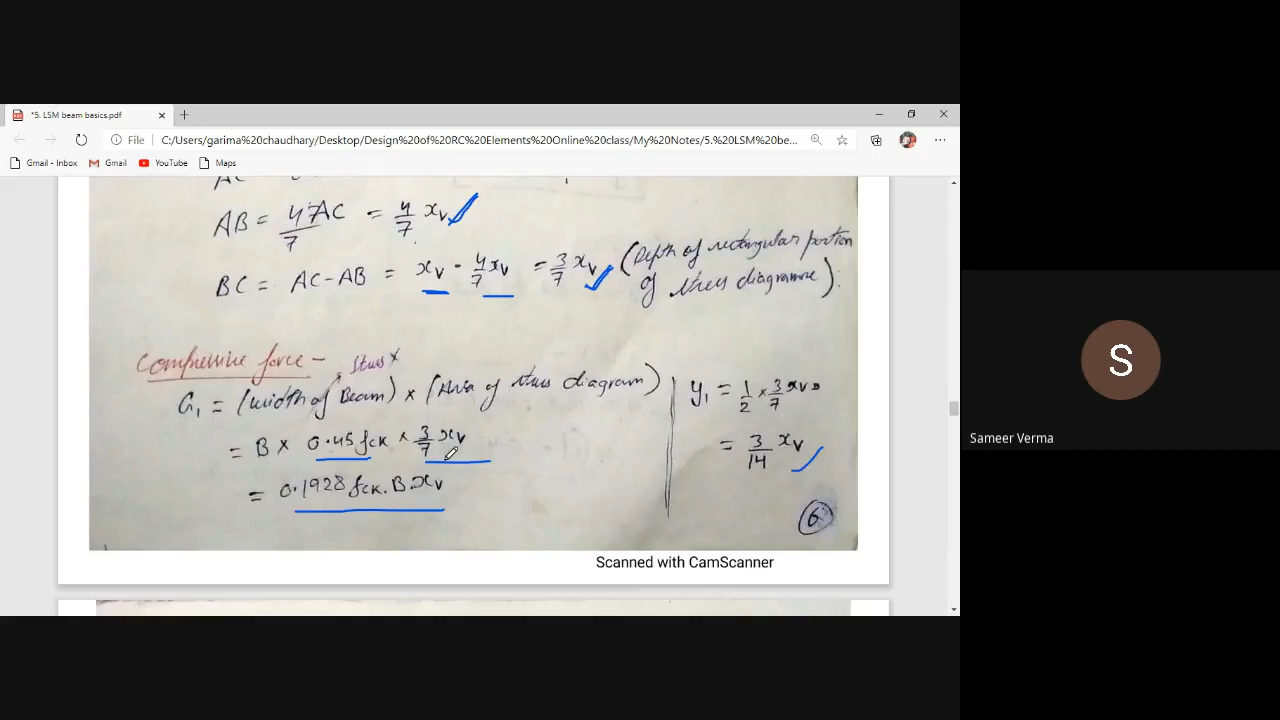 *5. LSM beam basics.pdf
File C:/Users/garima%20chaudhary/Desktop/Design%20of%20RC%20Elements%20Online%20class/My%20Notes/5.%20LSM%20be...
Gmail - Inbox Gmail YouTube Maps
AB = 4/7 AC = 4/7 xv
BC = AC-AB = xv - 4/7 xv = 3/7 xv (Depth of rectangular portion
of stress diagramme)
Compressive force -
Stress x
C1 = (width of Beam) x (Area of stress diagram)
= B x 0.45 fck x 3/7 xv
= 0.1928 fck. B. xv
y1 = 1/2 x 3/7 xv
= 3/14 xv
6
Scanned with CamScanner
S
Sameer Verma